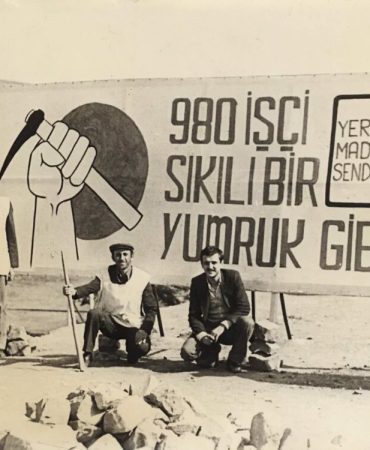 980 İŞÇİ
SIKILI BİR
YUMRUK GİB
YER
MAD
SEND